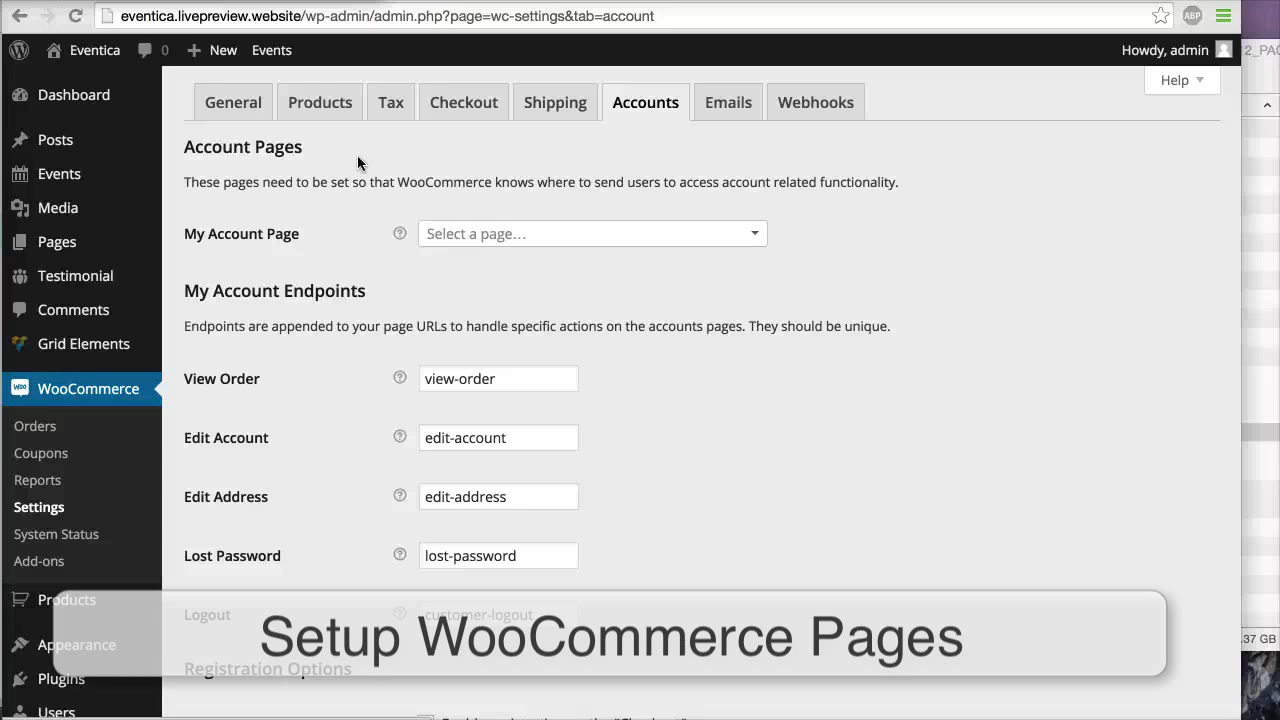 eventica.livepreview.website/wp-admin/admin.php?page=wc-settings&tab=account
ABP
Eventica 0 New Events Howdy, admin
2_PAG
Help
Dashboard
Posts
Events
Media
Pages
Testimonial
Comments
Grid Elements
WOO WooCommerce
Orders
Coupons
Reports
Settings
System Status
Add-ons
Products
Appearance
Plugins
Users
General Products Tax Checkout Shipping Accounts Emails Webhooks
Account Pages
These pages need to be set so that WooCommerce knows where to send users to access account related functionality.
My Account Page ? Select a page...
My Account Endpoints
Endpoints are appended to your page URLs to handle specific actions on the accounts pages. They should be unique.
View Order ? view-order
Edit Account ? edit-account
Edit Address ? edit-address
Lost Password ? lost-password
Logout ? customer-logout
Setup WooCommerce Pages
Registration Options
.37 GB